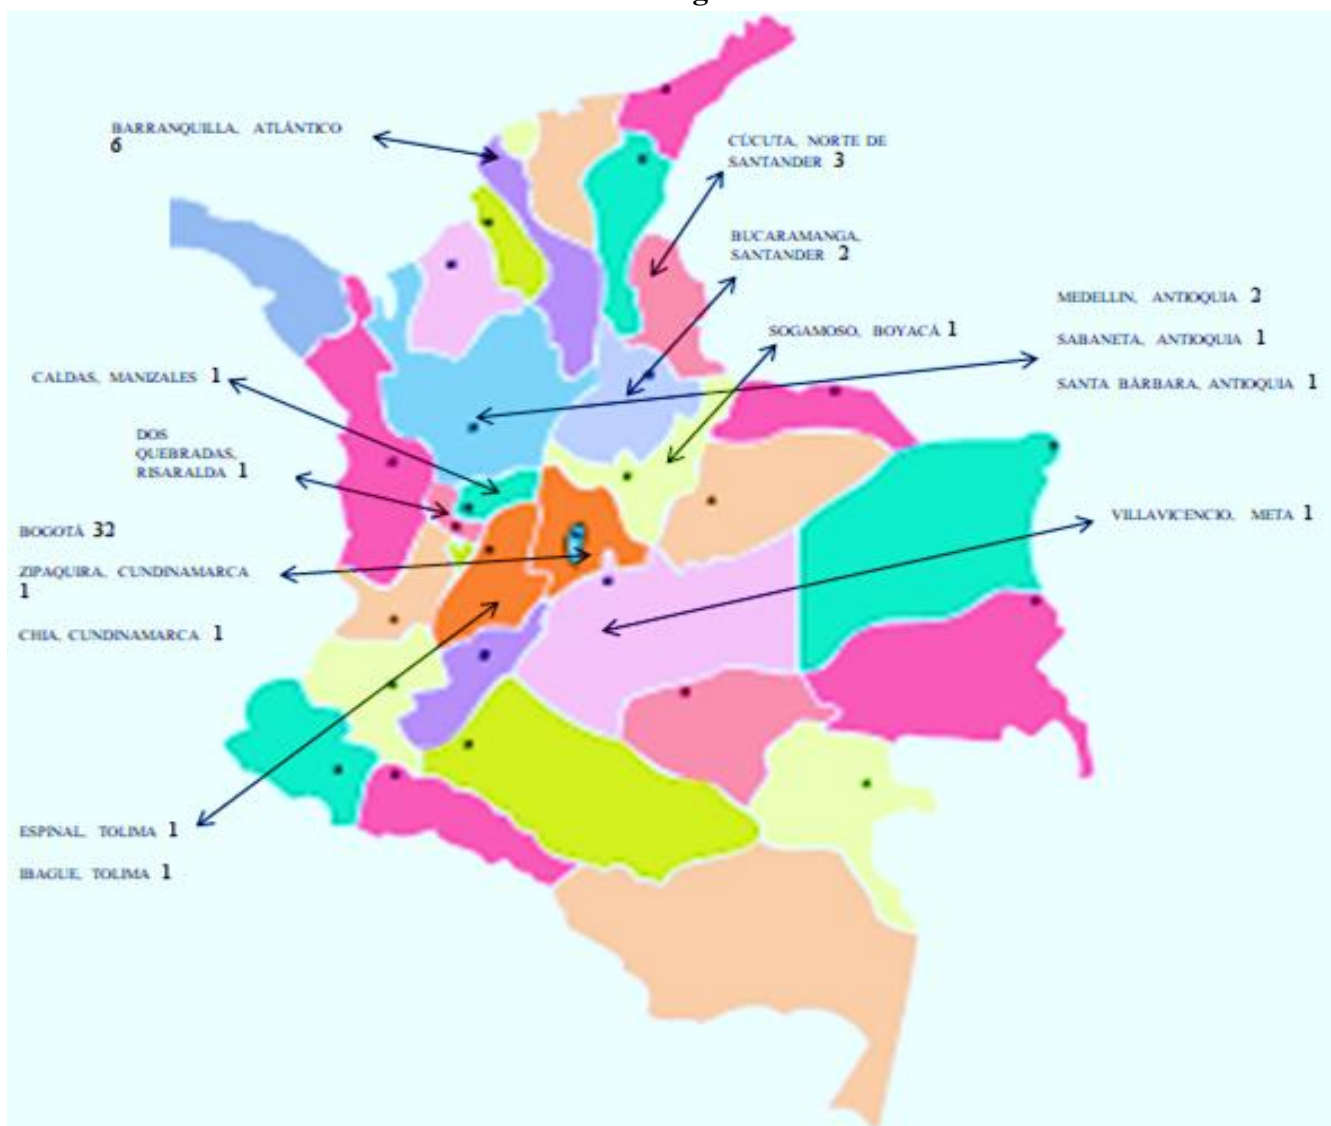 BARRANQUILLA, ATLÁNTICO
6
CÚCUTA, NORTE DE
SANTANDER 3
BUCARAMANGA,
SANTANDER 2
MEDELLIN, ANTIOQUIA 2
SOGAMOSO, BOYACÁ 1
SABANETA, ANTIOQUIA 1
SANTA BÁRBARA, ANTIOQUIA 1
CALDAS, MANIZALES 1
DOS
QUEBRADAS,
RISARALDA 1
VILLAVICENCIO, META 1
BOGOTÁ 32
ZIPAQUIRA, CUNDINAMARCA
1
CHIA, CUNDINAMARCA 1
ESPINAL, TOLIMA 1
IBAGUE, TOLIMA 1